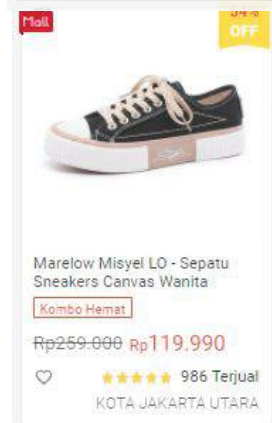 Mall
54%
OFF
Marelow Misyel LO - Sepatu
Sneakers Canvas Wanita
Kombo Hemat
Rp259.000 Rp119.990
986 Terjual
KOTA JAKARTA UTARA